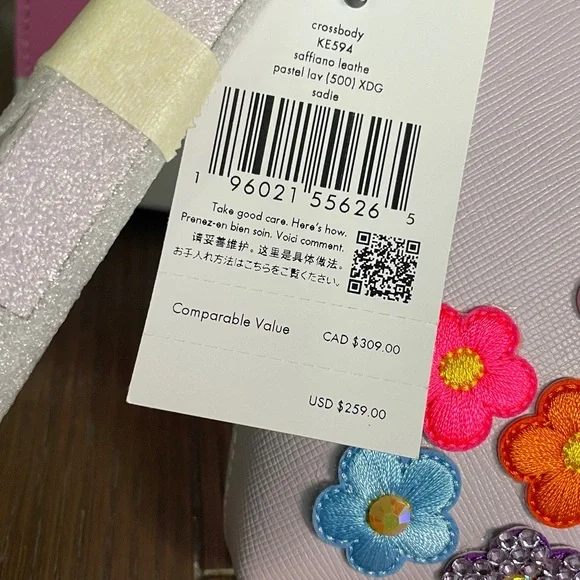 crossbody
KE594
saffiano leathe
pastel lav (500) XDG
sadie
1 96021 55626 5
Take good care. Here's how.
Prenez-en bien soin. Voici comment.
请妥善维护。这里是具体做法。
お手入れ方法はこちらをご覧ください。
Comparable Value CAD $309.00
USD $259.00